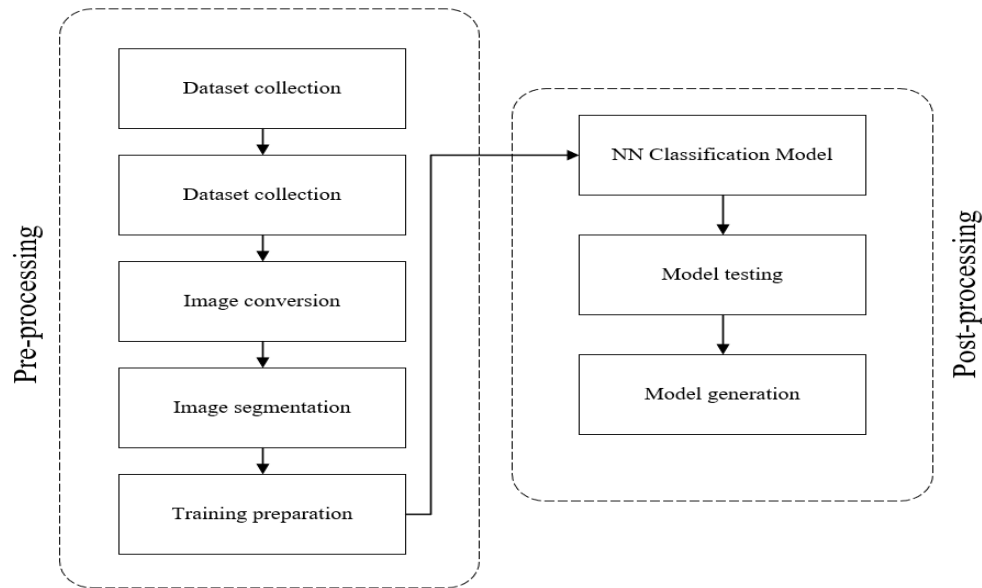 Pre-processing
Dataset collection
Dataset collection
Image conversion
Image segmentation
Training preparation
NN Classification Model
Model testing
Model generation
Post-processing